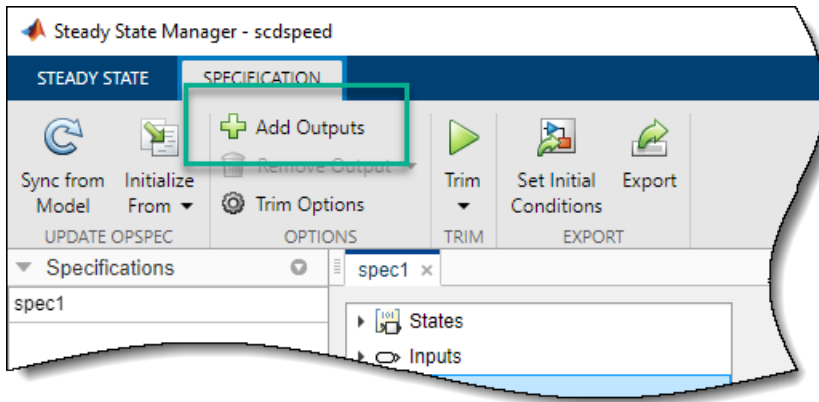 Steady State Manager - scdspeed
STEADY STATE
SPECIFICATION
Add Outputs
Remove Output
Trim Options
Sync from
Model
Initialize
From
Trim
Set Initial
Conditions
Export
UPDATE OPSPEC
OPTIONS
TRIM
EXPORT
Specifications
spec1
spec1 ×
States
Inputs